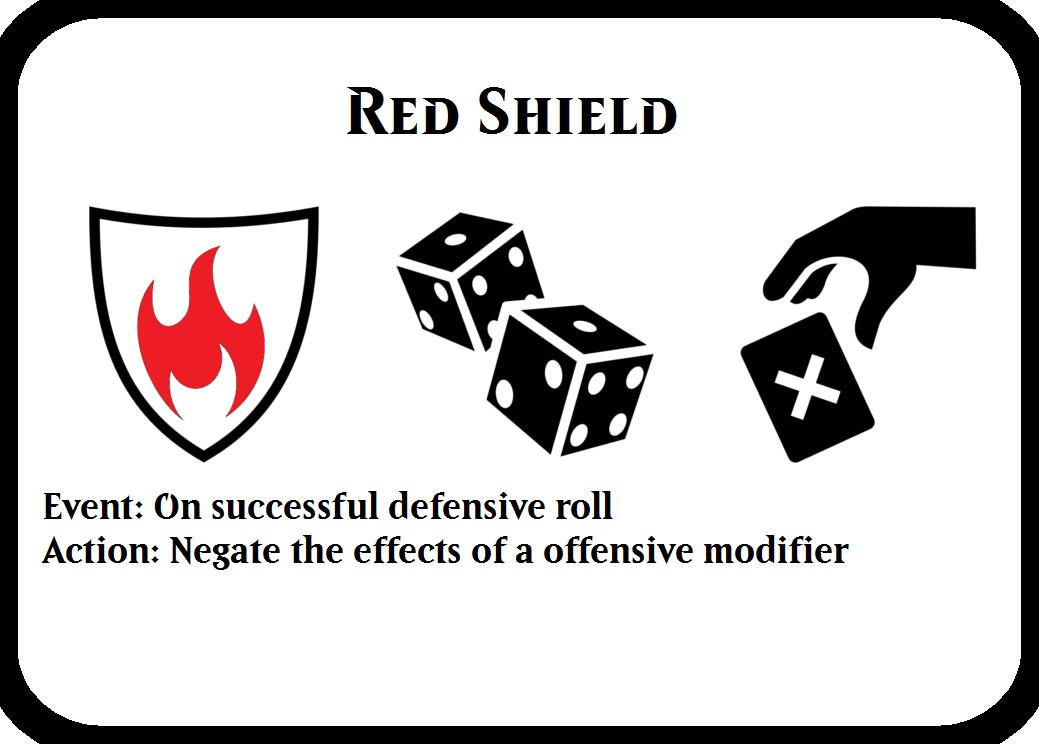 Red Shield
Event: On successful defensive roll
Action: Negate the effects of a offensive modifier